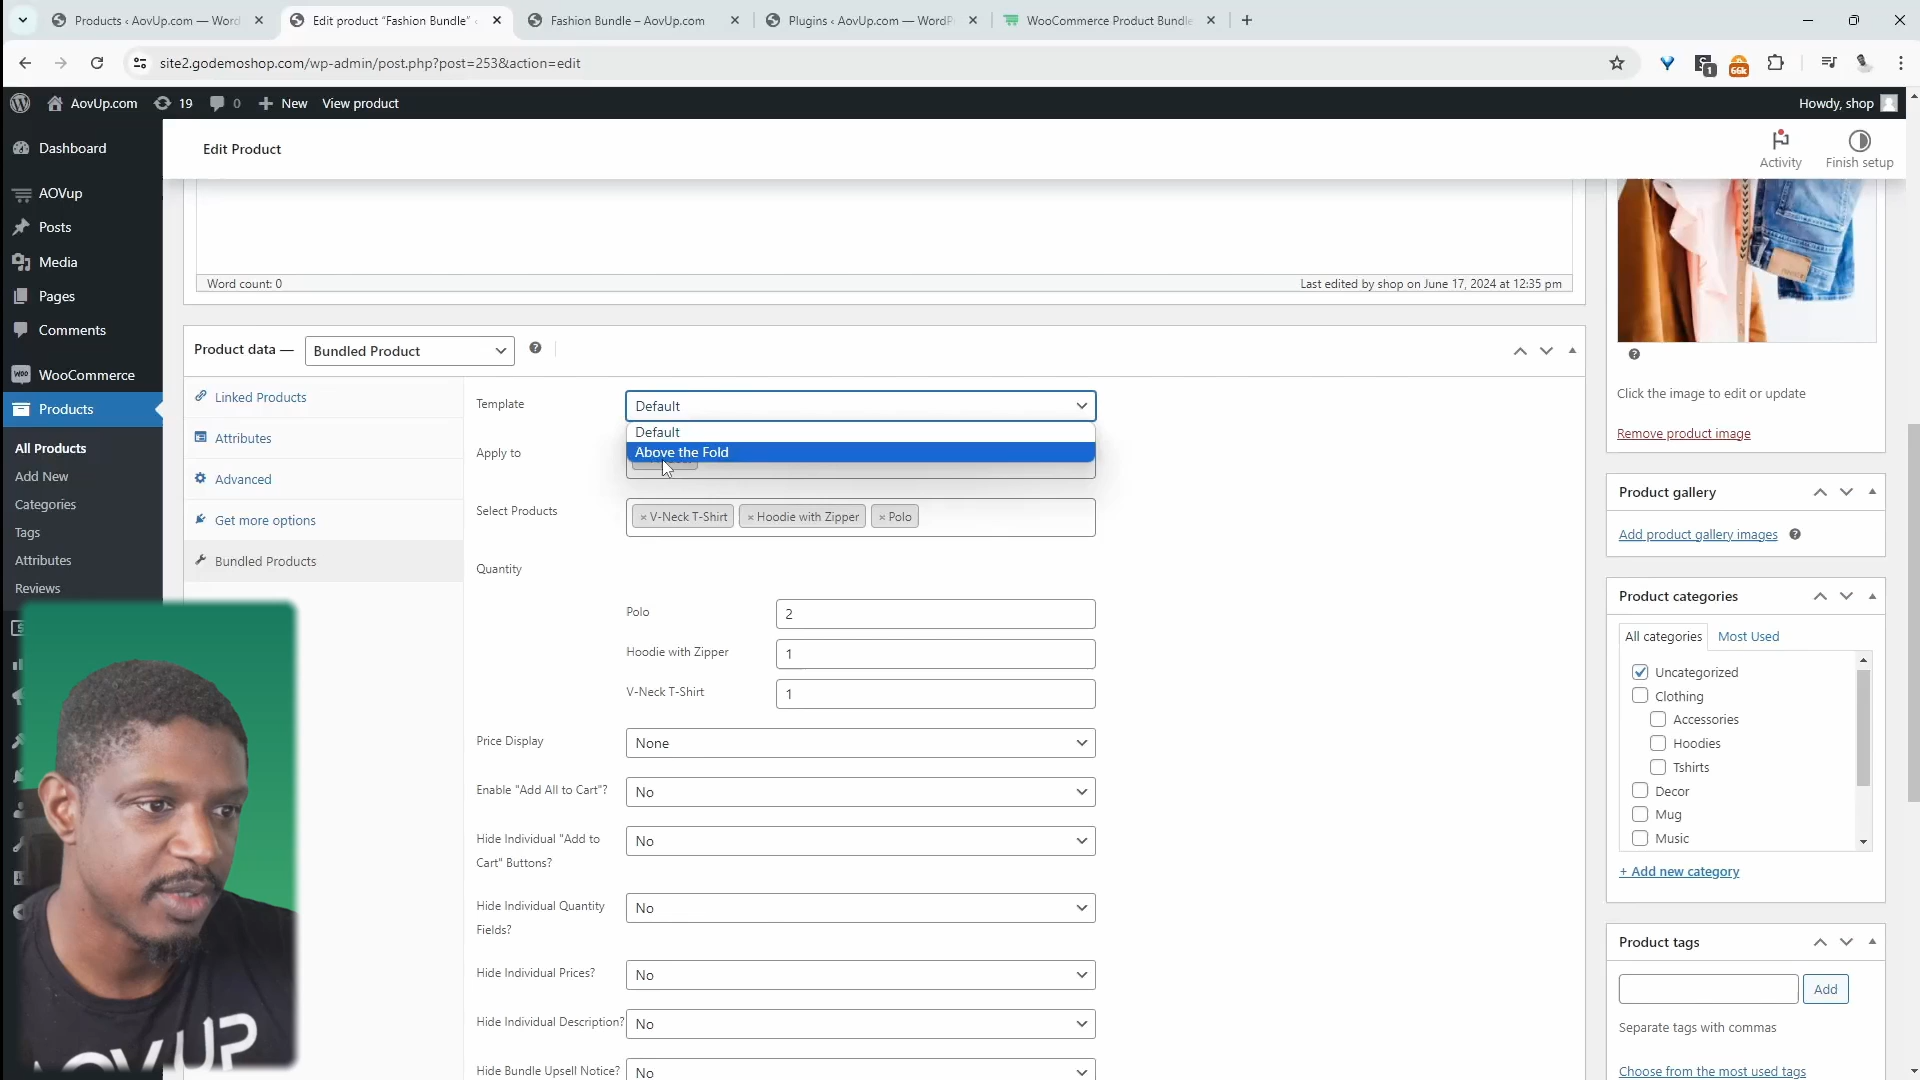 Products ‹ AovUp.com — Word
Edit product “Fashion Bundle” ‹
Fashion Bundle – AovUp.com
Plugins ‹ AovUp.com — WordP
WooCommerce Product Bundle
site2.godemoshop.com/wp-admin/post.php?post=253&action=edit
1
66k
AovUp.com
19
0
New
View product
Howdy, shop
Dashboard
AOVup
Posts
Media
Pages
Comments
WooCommerce
Products
All Products
Add New
Categories
Tags
Attributes
Reviews
Edit Product
Activity
Finish setup
Word count: 0
Last edited by shop on June 17, 2024 at 12:35 pm
Product data —
Bundled Product
Linked Products
Attributes
Advanced
Get more options
Bundled Products
Template
Default
Default
Above the Fold
Apply to
Select Products
× V-Neck T-Shirt
× Hoodie with Zipper
× Polo
Quantity
Polo
2
Hoodie with Zipper
1
V-Neck T-Shirt
1
Price Display
None
Enable "Add All to Cart"?
No
Hide Individual "Add to
Cart" Buttons?
No
Hide Individual Quantity
Fields?
No
Hide Individual Prices?
No
Hide Individual Description?
No
Hide Bundle Upsell Notice?
No
Click the image to edit or update
Remove product image
Product gallery
Add product gallery images
Product categories
All categories
Most Used
Uncategorized
Clothing
Accessories
Hoodies
Tshirts
Decor
Mug
Music
+ Add new category
Product tags
Add
Separate tags with commas
Choose from the most used tags
AOVUP